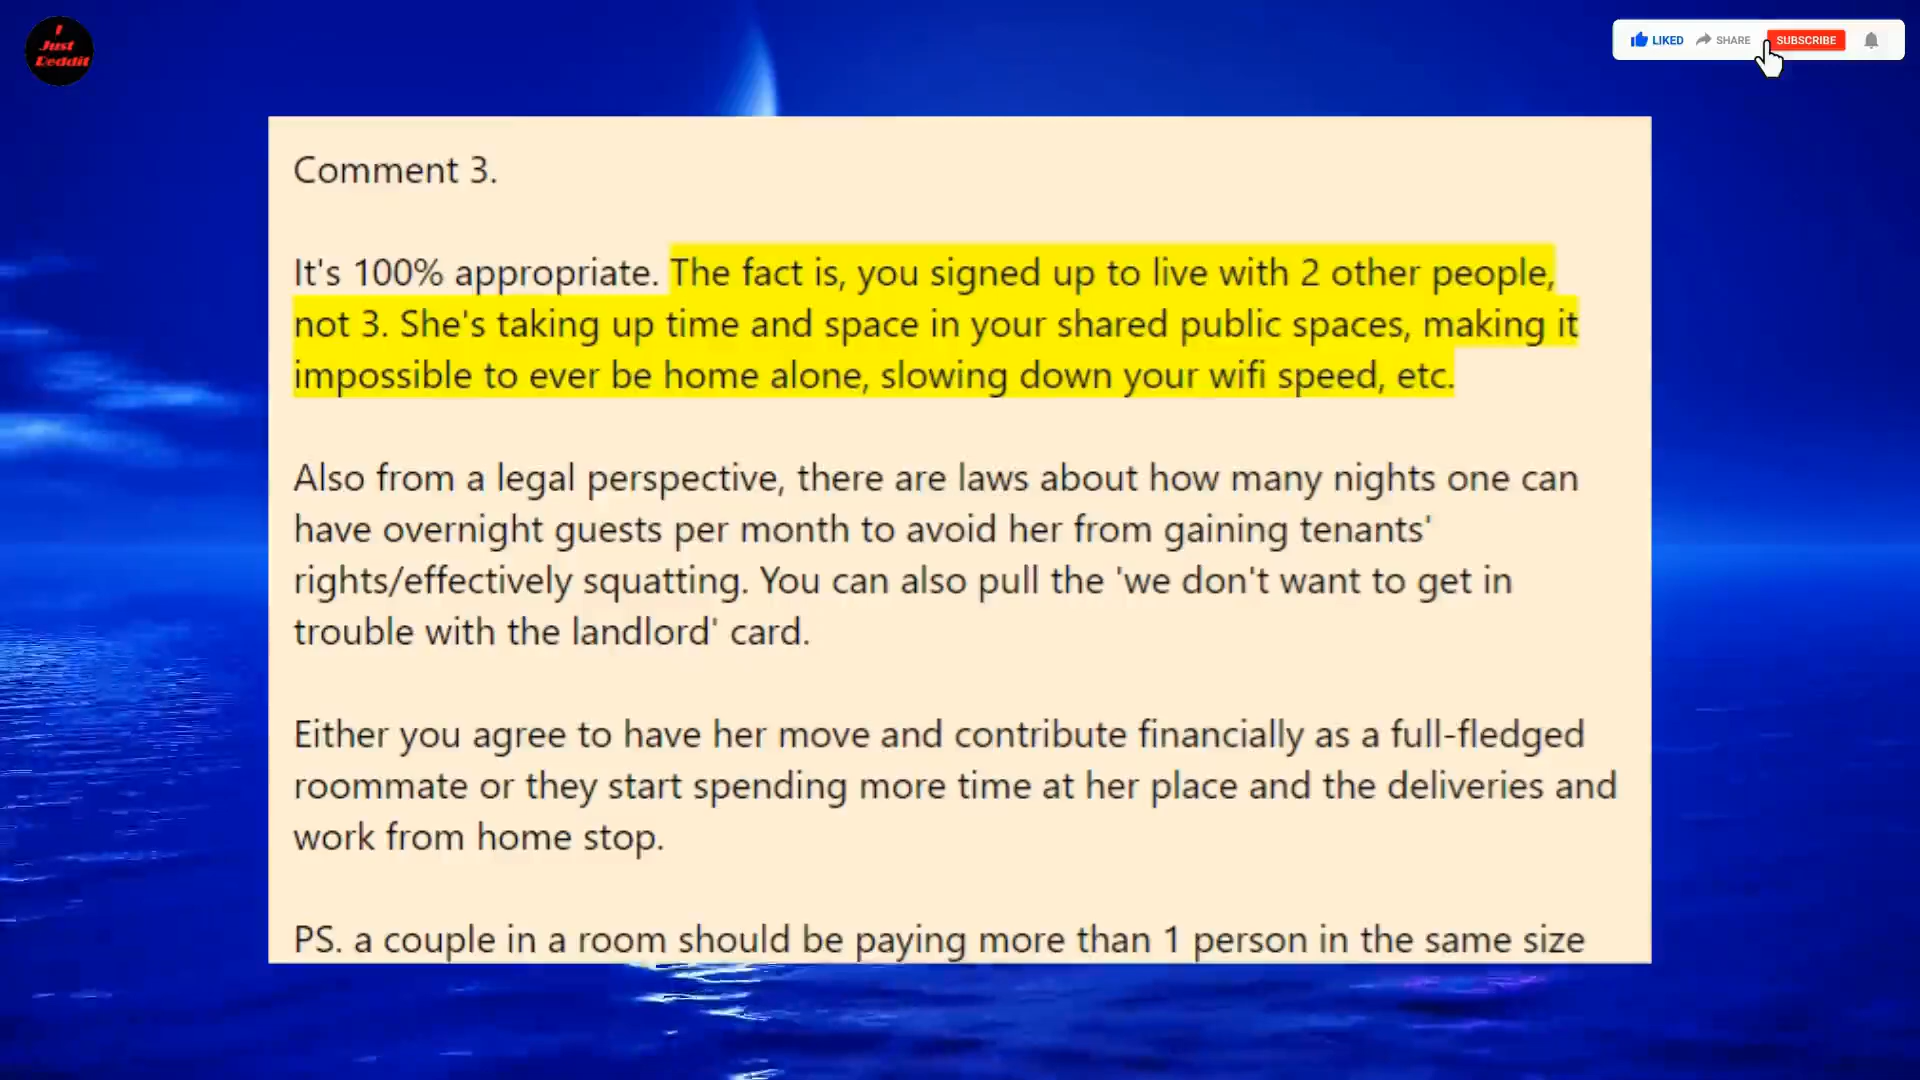 I
Just
Reddit
LIKED SHARE SUBSCRIBE
Comment 3.
It's 100% appropriate. The fact is, you signed up to live with 2 other people,
not 3. She's taking up time and space in your shared public spaces, making it
impossible to ever be home alone, slowing down your wifi speed, etc.
Also from a legal perspective, there are laws about how many nights one can
have overnight guests per month to avoid her from gaining tenants'
rights/effectively squatting. You can also pull the 'we don't want to get in
trouble with the landlord' card.
Either you agree to have her move and contribute financially as a full-fledged
roommate or they start spending more time at her place and the deliveries and
work from home stop.
PS. a couple in a room should be paying more than 1 person in the same size